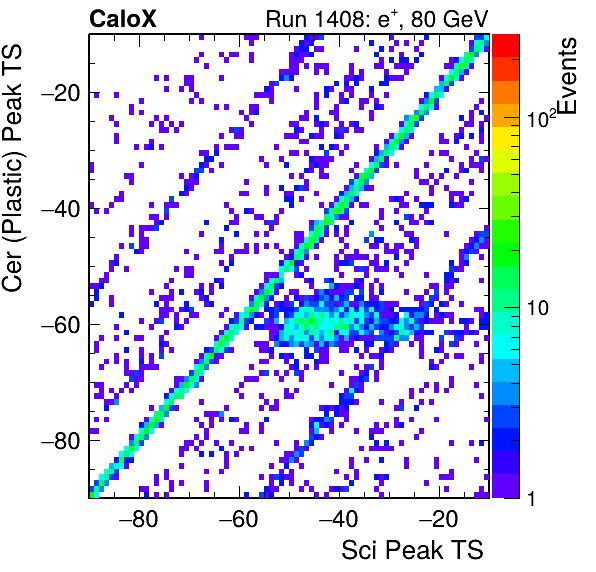 CaloX Run 1408: e⁺, 80 GeV
Cer (Plastic) Peak TS
−20
−40
−60
−80
−80 −60 −40 −20
Sci Peak TS
Events
10²
10
1